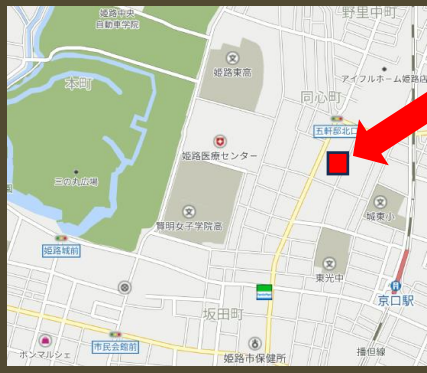 姫路中央
自動車学院
野里中町
姫路東高
アイフルホーム姫路店
本町
同心町
五軒邸北口
姫路医療センター
三の丸広場
城東小
賢明女子学院高
姫路城前
東光中
京口駅
坂田町
市民会館前
ボンマルシェ
姫路市保健所
播但線